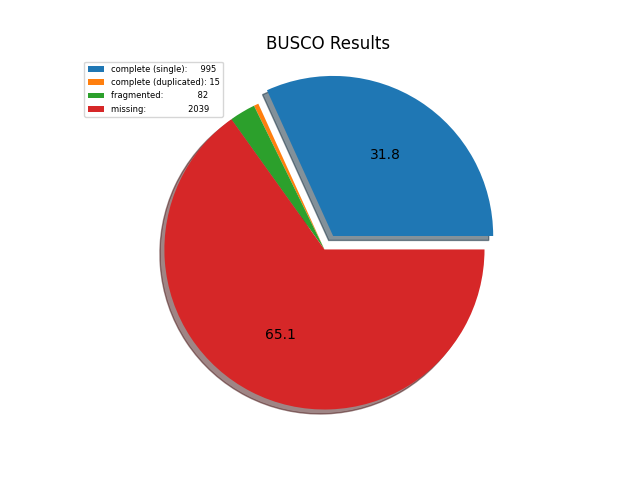 BUSCO Results
complete (single): 995
complete (duplicated): 15
fragmented: 82
missing: 2039
31.8
65.1